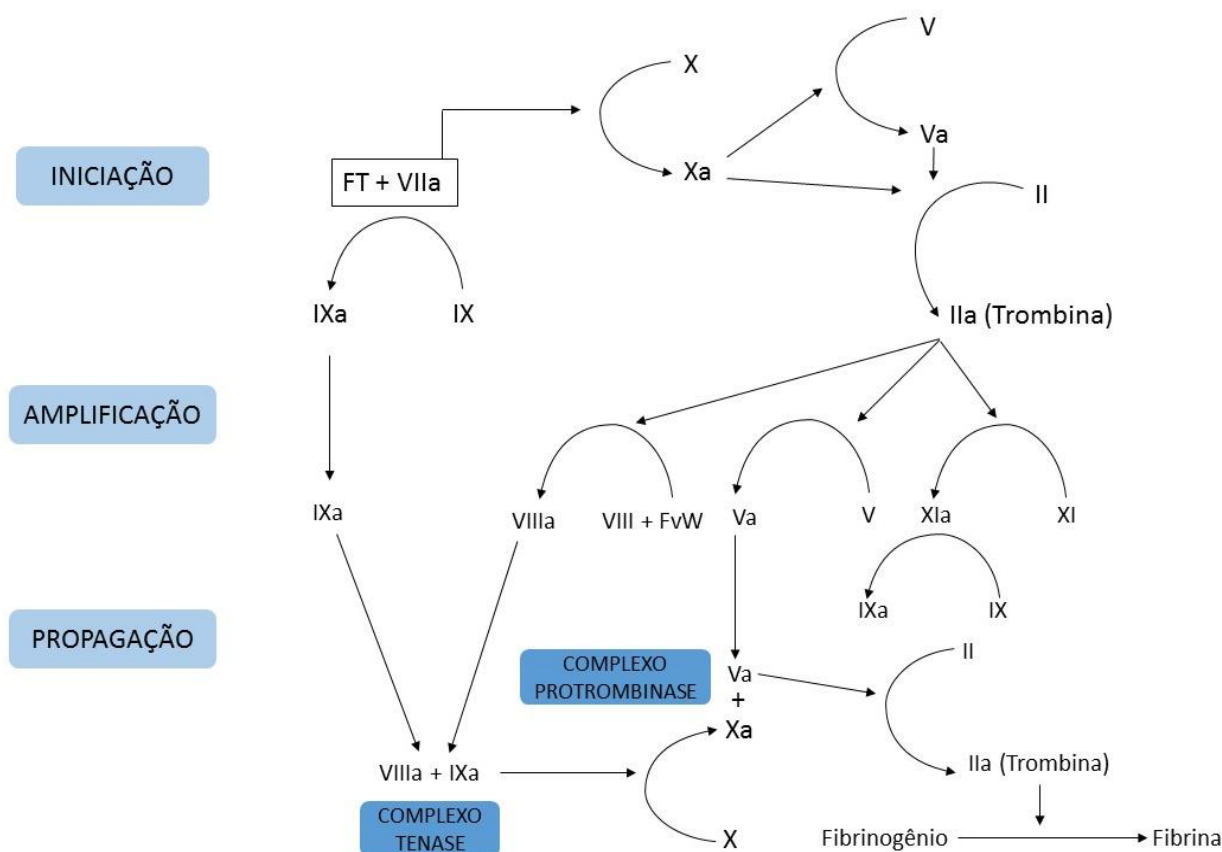 V
X
Va
INICIAÇÃO
FT + VIIa
Xa
II
IXa
IX
IIa (Trombina)
AMPLIFICAÇÃO
IXa
VIIIa
VIII + FvW
Va
V
XIa
XI
IXa
IX
PROPAGAÇÃO
COMPLEXO
PROTROMBINASE
Va
+
Xa
II
VIIIa + IXa
IIa (Trombina)
COMPLEXO
TENASE
X
Fibrinogênio
Fibrina